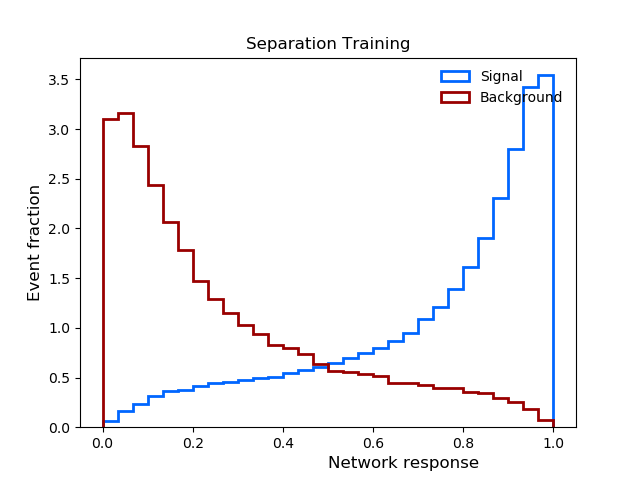 Separation Training
Signal
Background
Event fraction
3.5
3.0
2.5
2.0
1.5
1.0
0.5
0.0
0.0 0.2 0.4 0.6 0.8 1.0
Network response